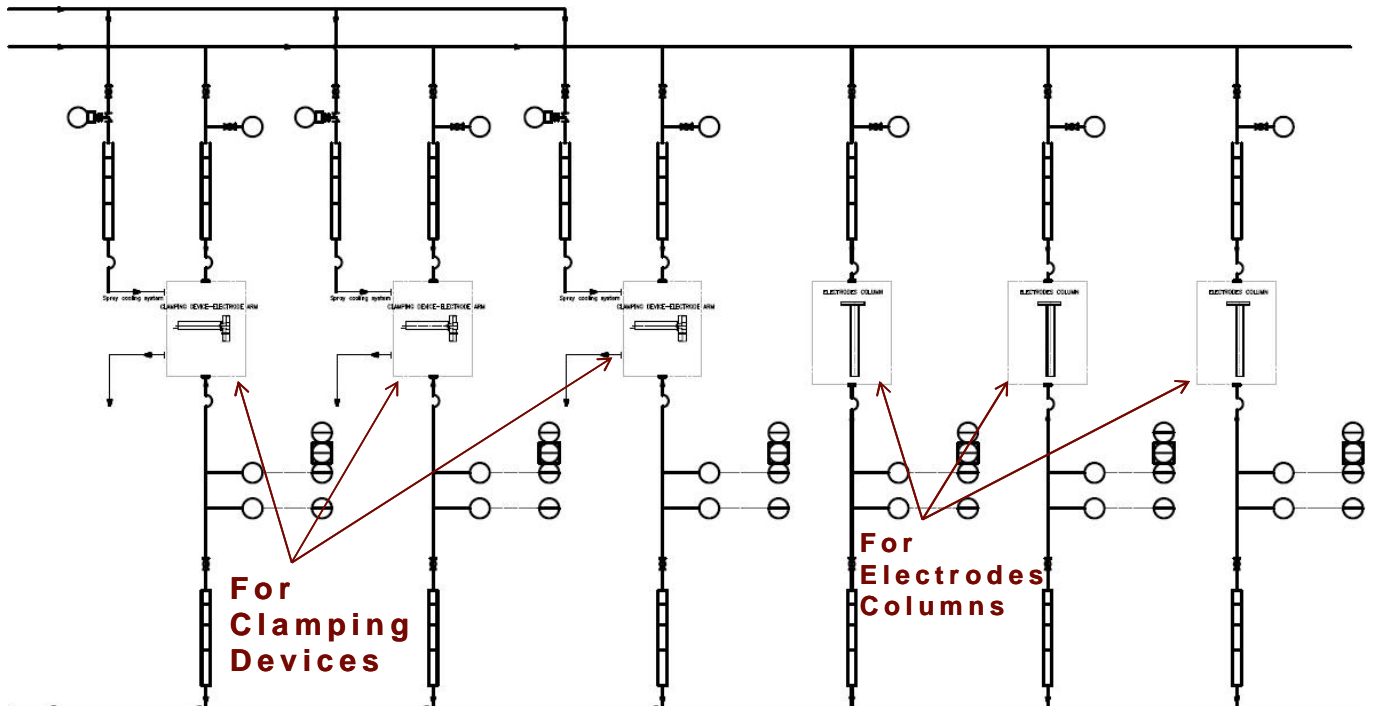 Spray cooling system
CLAMPING DEVICE-ELECTRODE ARM
Spray cooling system
CLAMPING DEVICE-ELECTRODE ARM
Spray cooling system
CLAMPING DEVICE-ELECTRODE ARM
ELECTRODES COLUMN
ELECTRODES COLUMN
ELECTRODES COLUMN
For
Clamping
Devices
For
Electrodes
Columns